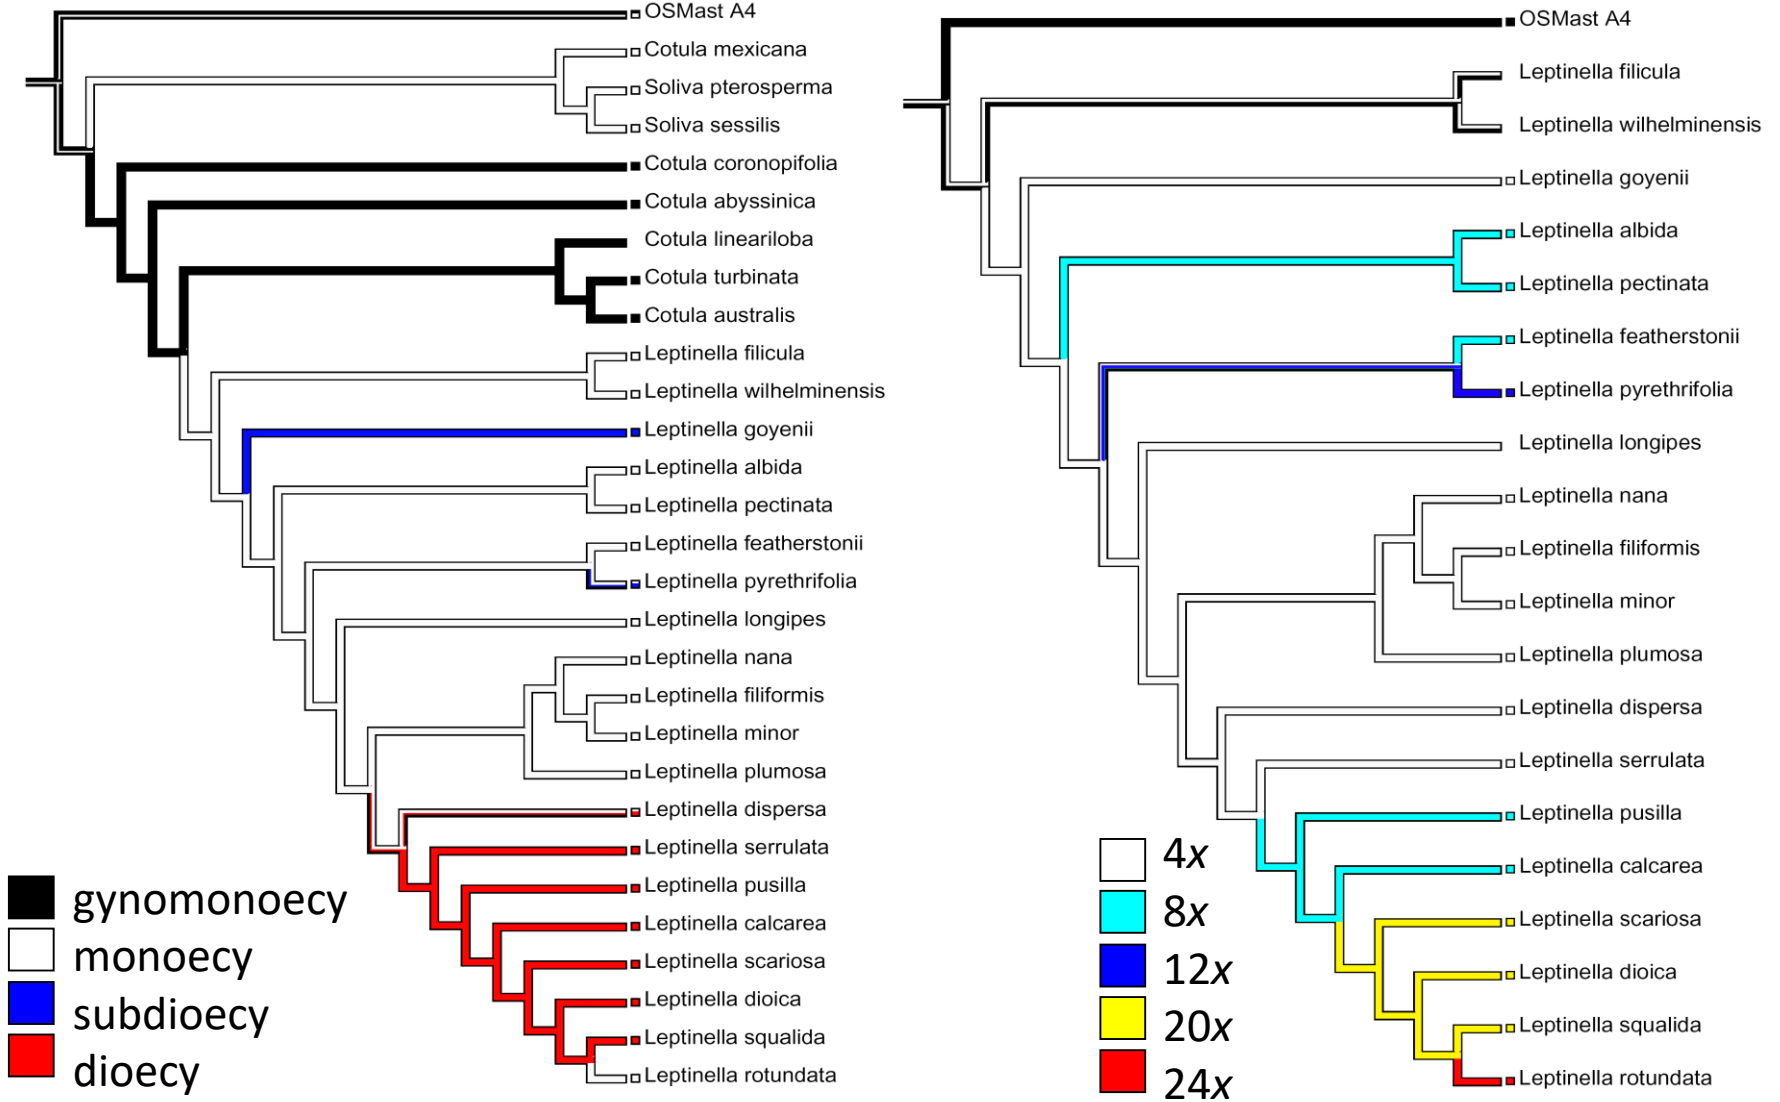 OSMast A4
Cotula mexicana
Soliva pterosperma
Soliva sessilis
Cotula coronopifolia
Cotula abyssinica
Cotula lineariloba
Cotula turbinata
Cotula australis
Leptinella filicula
Leptinella wilhelminensis
Leptinella goyenii
Leptinella albida
Leptinella pectinata
Leptinella featherstonii
Leptinella pyrethrifolia
Leptinella longipes
Leptinella nana
Leptinella filiformis
Leptinella minor
Leptinella plumosa
Leptinella dispersa
Leptinella serrulata
Leptinella pusilla
Leptinella calcarea
Leptinella scariosa
Leptinella dioica
Leptinella squalida
Leptinella rotundata
gynomonoecy
monoecy
subdioecy
dioecy
OSMast A4
Leptinella filicula
Leptinella wilhelminensis
Leptinella goyenii
Leptinella albida
Leptinella pectinata
Leptinella featherstonii
Leptinella pyrethrifolia
Leptinella longipes
Leptinella nana
Leptinella filiformis
Leptinella minor
Leptinella plumosa
Leptinella dispersa
Leptinella serrulata
Leptinella pusilla
Leptinella calcarea
Leptinella scariosa
Leptinella dioica
Leptinella squalida
Leptinella rotundata
4x
8x
12x
20x
24x